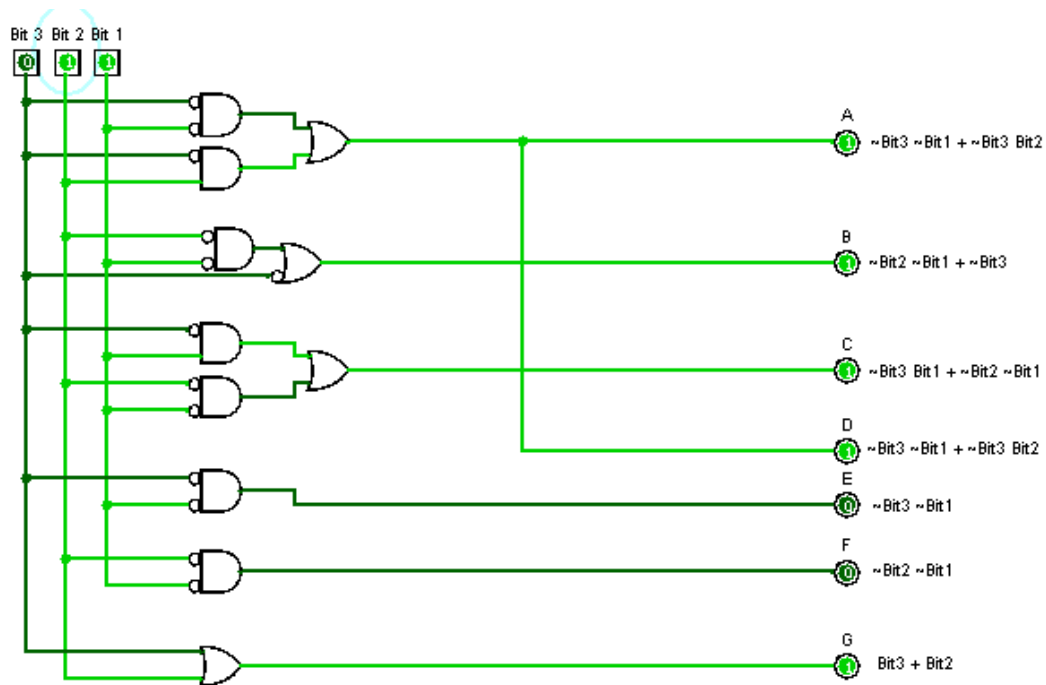 Bit 3 Bit 2 Bit 1
0 1 1
A
1 ~Bit3 ~Bit1 + ~Bit3 Bit2
B
1 ~Bit2 ~Bit1 + ~Bit3
C
1 ~Bit3 Bit1 + ~Bit2 ~Bit1
D
1 ~Bit3 ~Bit1 + ~Bit3 Bit2
E
0 ~Bit3 ~Bit1
F
0 ~Bit2 ~Bit1
G
1 Bit3 + Bit2